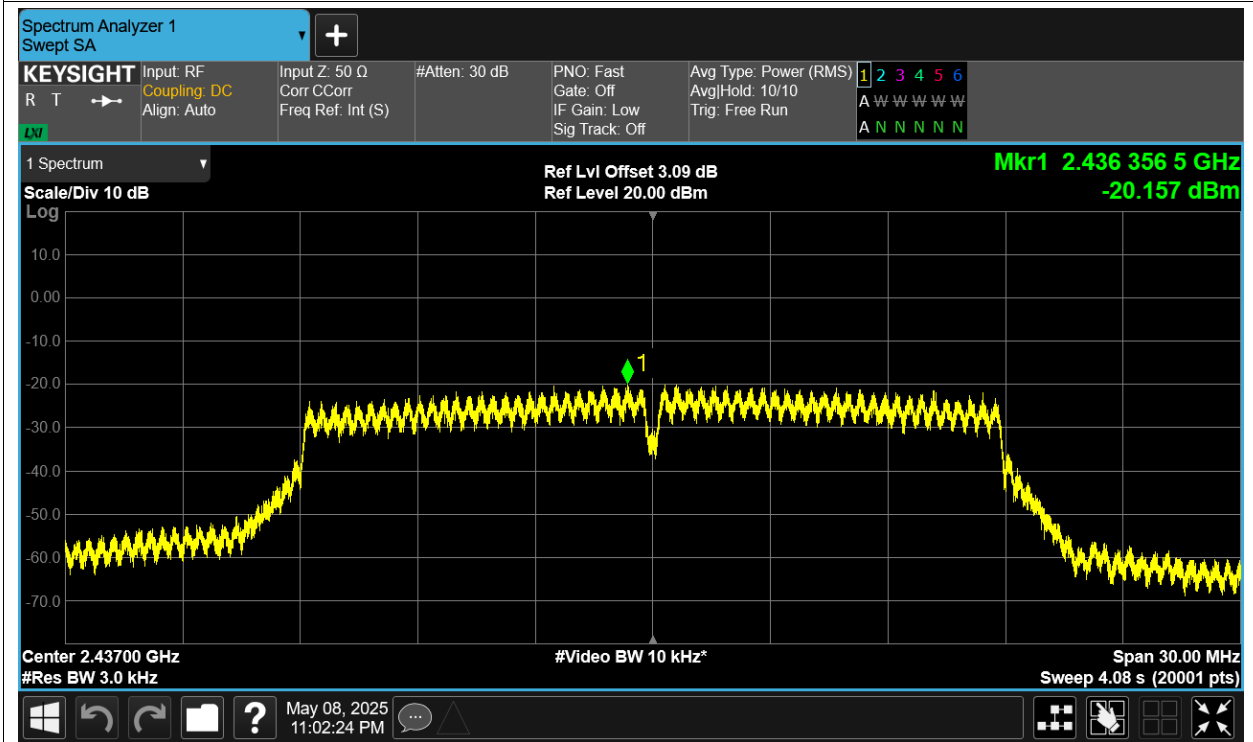 Spectrum Analyzer 1
Swept SA
KEYSIGHT
R T
LXI
Input: RF
Coupling: DC
Align: Auto
Input Z: 50 Ω
Corr CCorr
Freq Ref: Int (S)
#Atten: 30 dB
PNO: Fast
Gate: Off
IF Gain: Low
Sig Track: Off
Avg Type: Power (RMS)
Avg|Hold: 10/10
Trig: Free Run
1 2 3 4 5 6
A W W W W W
A N N N N N
1 Spectrum
Scale/Div 10 dB
Log
Ref Lvl Offset 3.09 dB
Ref Level 20.00 dBm
Mkr1 2.436 356 5 GHz
-20.157 dBm
10.0
0.00
-10.0
1
-20.0
-30.0
-40.0
-50.0
-60.0
-70.0
Center 2.43700 GHz
#Res BW 3.0 kHz
#Video BW 10 kHz*
Span 30.00 MHz
Sweep 4.08 s (20001 pts)
?
May 08, 2025
11:02:24 PM